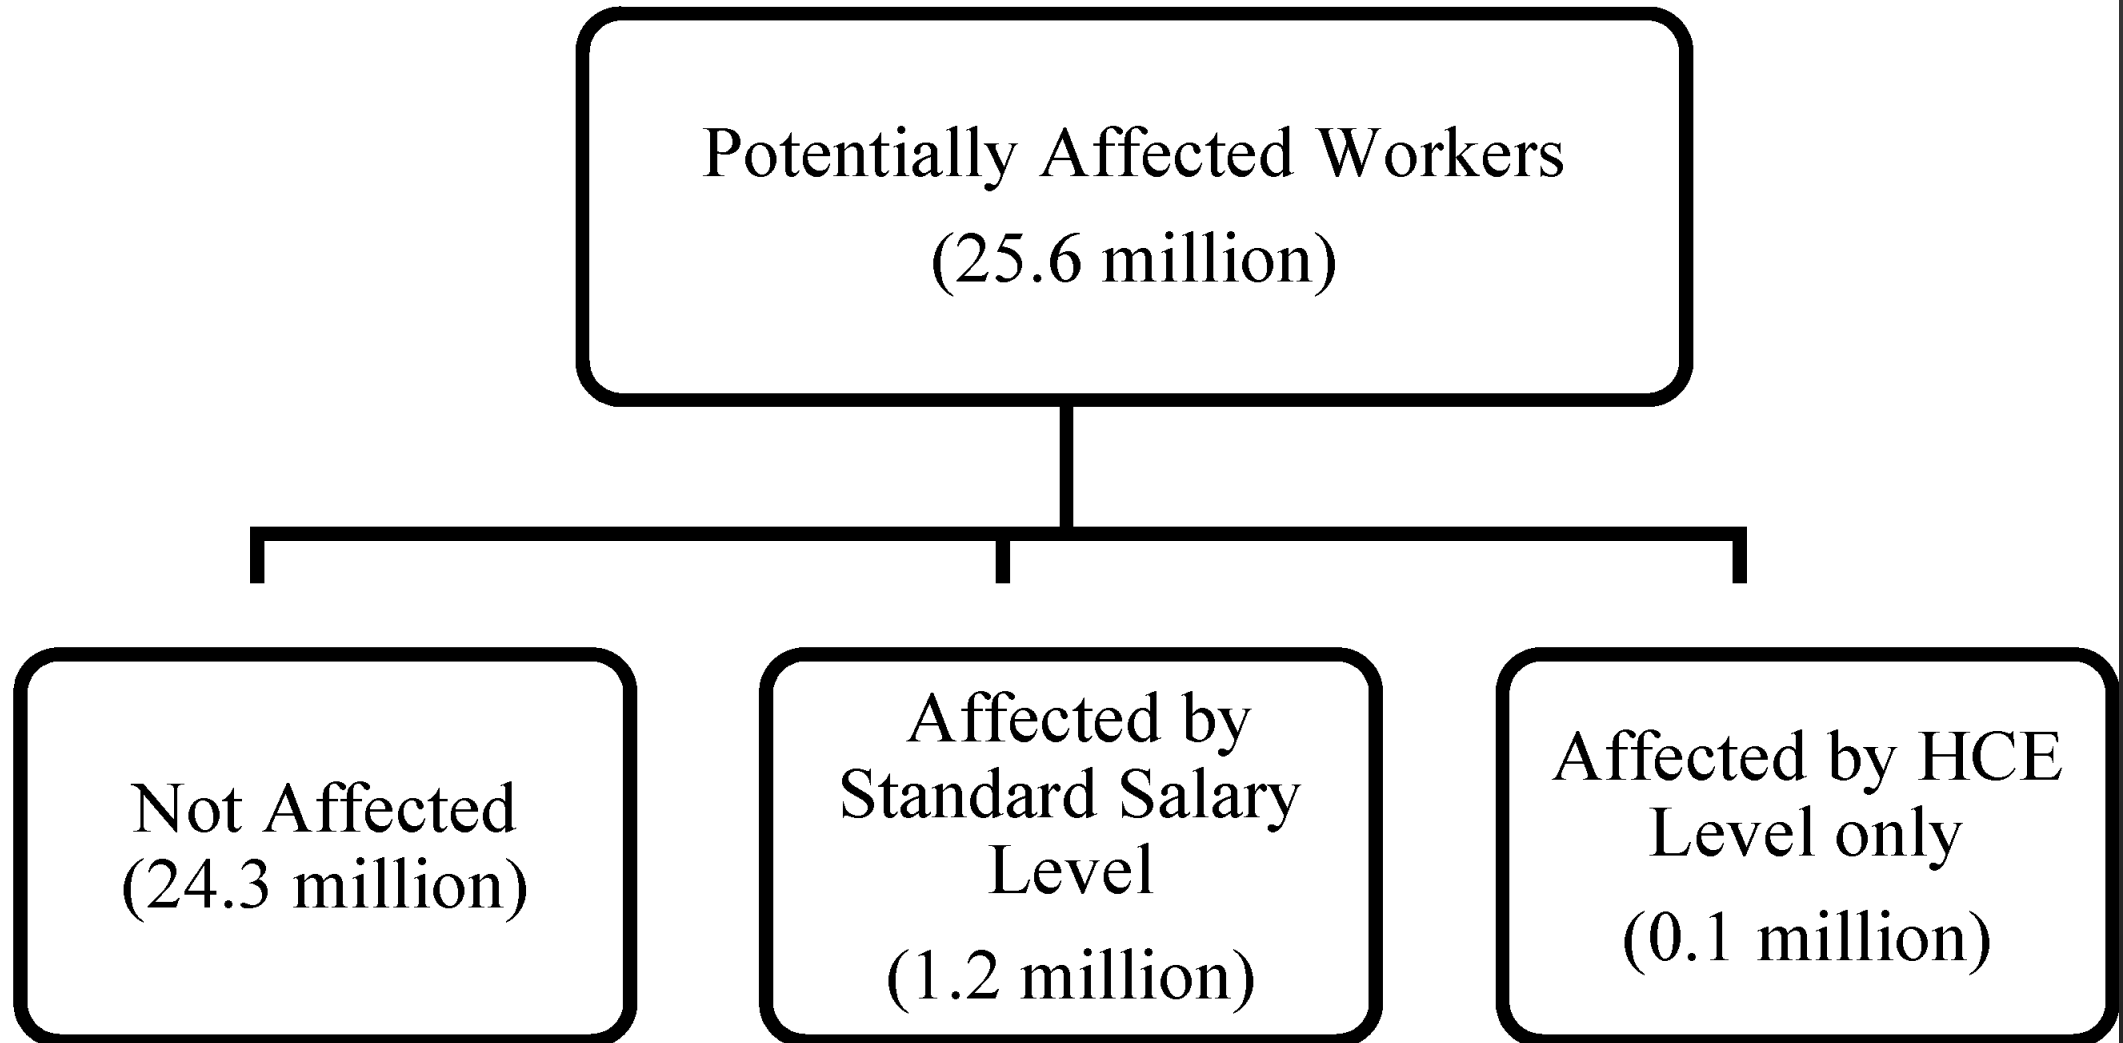 Potentially Affected Workers
(25.6 million)
Not Affected
(24.3 million)
Affected by
Standard Salary
Level
(1.2 million)
Affected by HCE
Level only
(0.1 million)